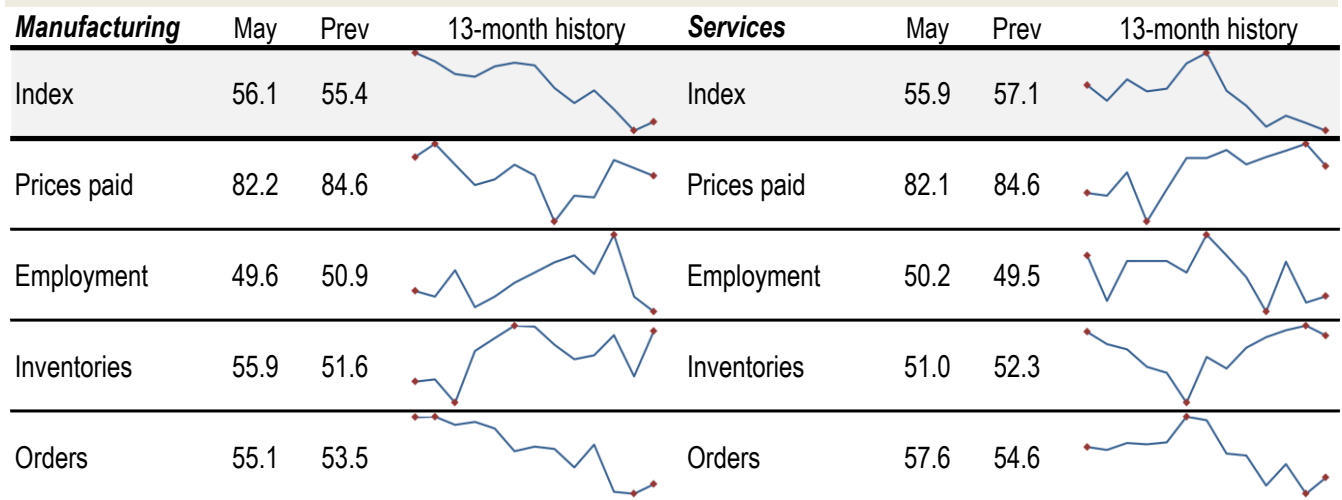 Manufacturing May Prev 13-month history Services May Prev 13-month history
Index 56.1 55.4 Index 55.9 57.1
Prices paid 82.2 84.6 Prices paid 82.1 84.6
Employment 49.6 50.9 Employment 50.2 49.5
Inventories 55.9 51.6 Inventories 51.0 52.3
Orders 55.1 53.5 Orders 57.6 54.6